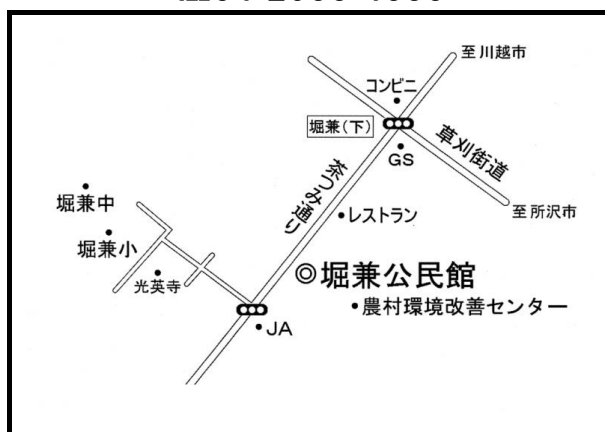 至川越市
コンビニ
堀兼(下)
草刈街道
GS
茶つみ通り
至所沢市
堀兼中
レストラン
堀兼小
◎堀兼公民館
光英寺
農村環境改善センター
JA